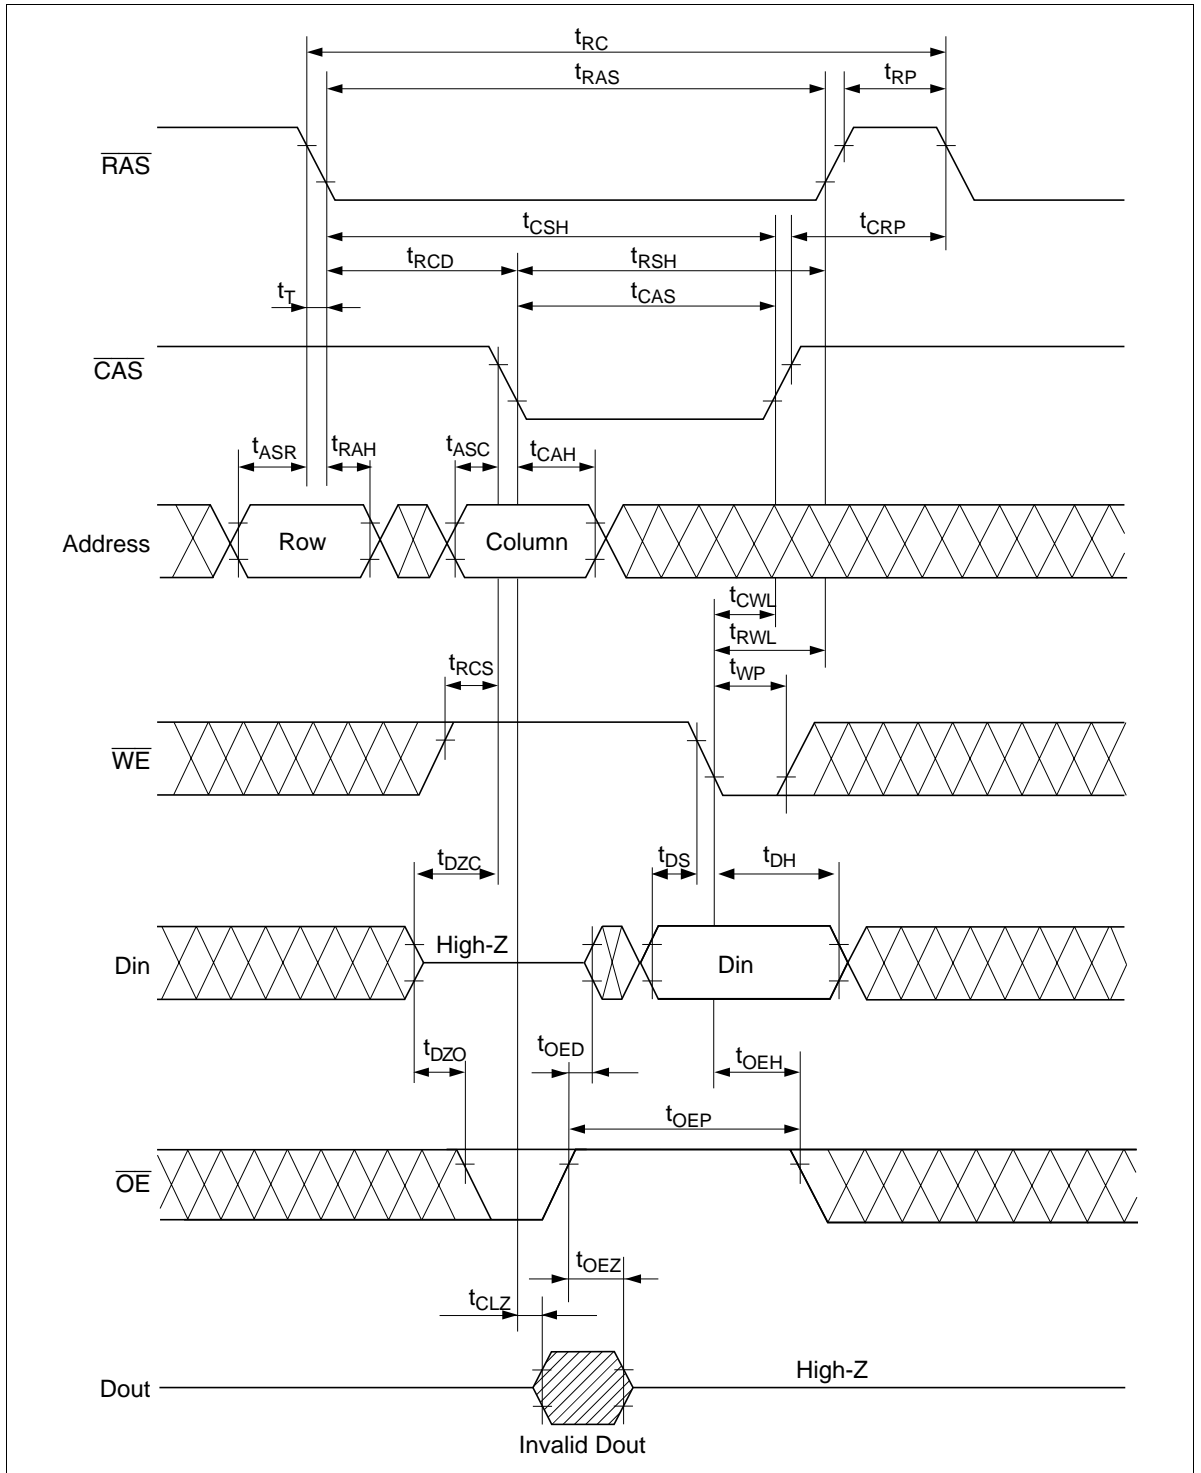 tRC
tRAS
tRP
RAS
tCSH
tCRP
tRCD
tRSH
tT
tCAS
CAS
tASR
tRAH
tASC
tCAH
Address
Row
Column
tCWL
tRWL
tRCS
tWP
WE
tDZC
tDS
tDH
High-Z
Din
Din
tDZO
tOED
tOEH
tOEP
OE
tOEZ
tCLZ
High-Z
Dout
Invalid Dout